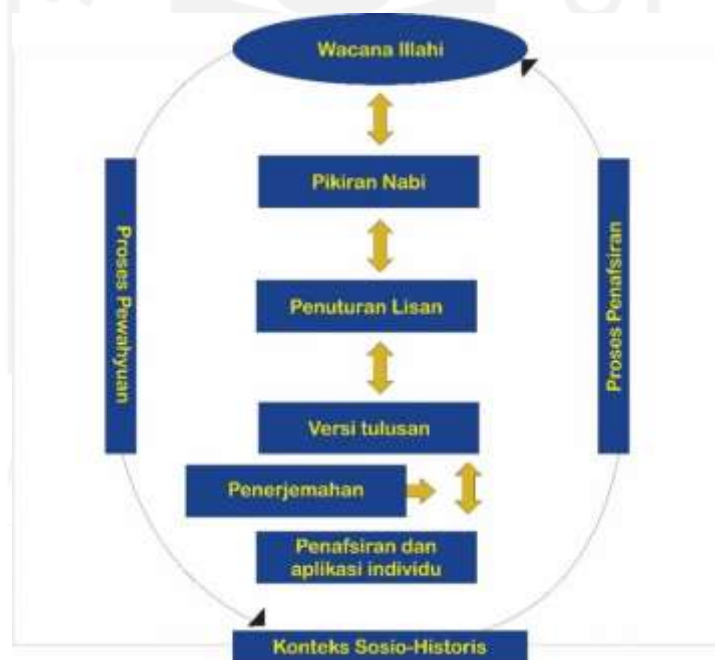 Wacana Illahi
Pikiran Nabi
Proses Pewahyuan
Proses Penafsiran
Penuturan Lisan
Versi tulusan
Penerjemahan
Penafsiran dan
aplikasi individu
Konteks Sosio-Historis